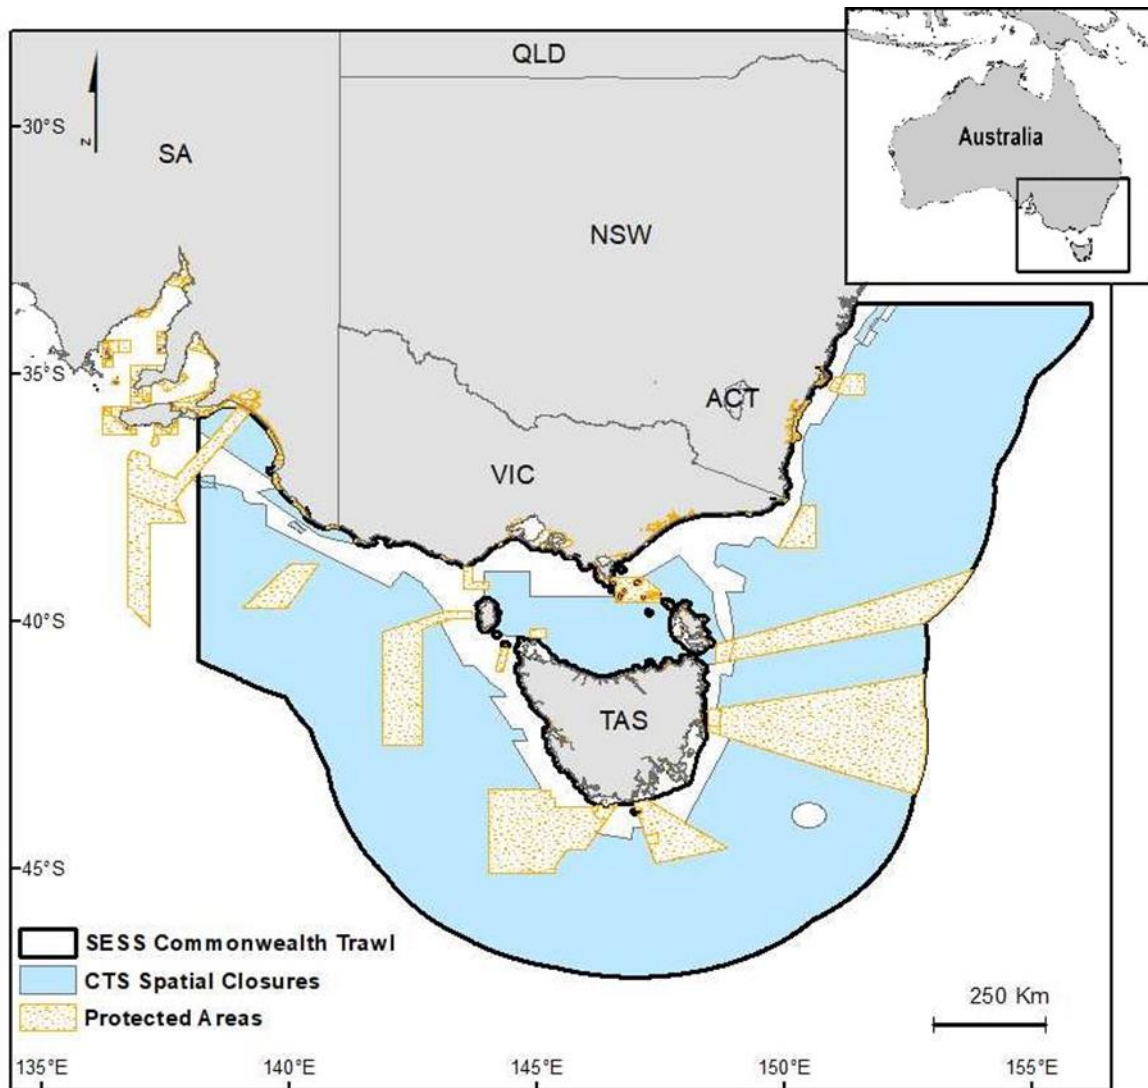 QLD
30°S
N
SA
Australia
NSW
35°S
ACT
VIC
40°S
TAS
45°S
SESS Commonwealth Trawl
CTS Spatial Closures
Protected Areas
250 Km
135°E
140°E
145°E
150°E
155°E